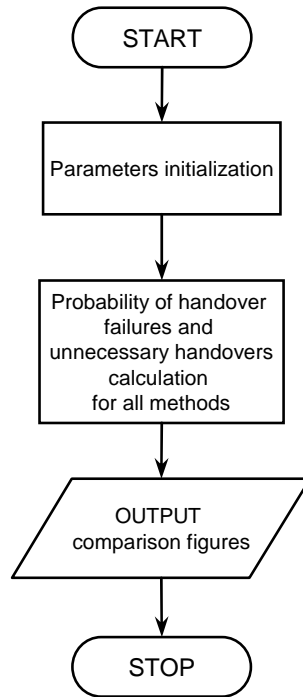 START
Parameters initialization
Probability of handover
failures and
unnecessary handovers
calculation
for all methods
OUTPUT
comparison figures
STOP